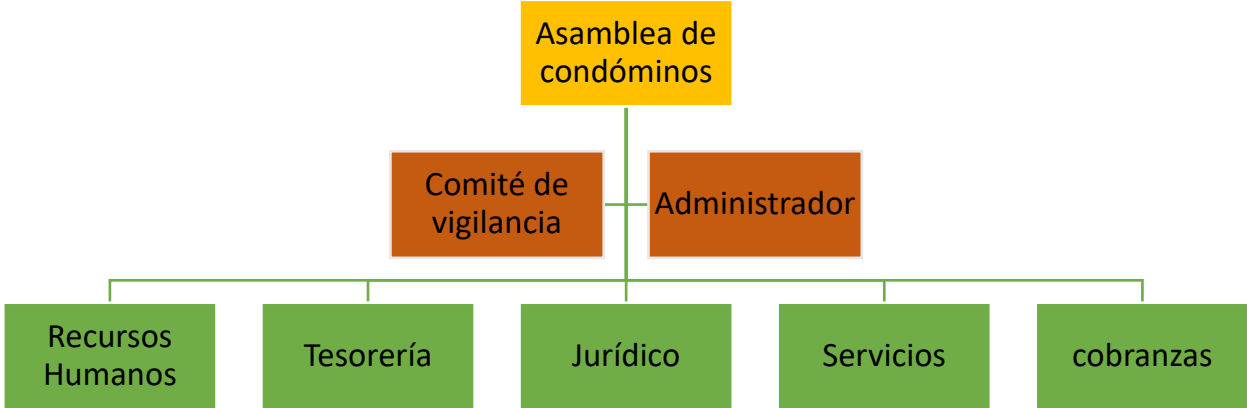 Asamblea de
condóminos
Comité de
vigilancia
Administrador
Recursos
Humanos
Tesorería
Jurídico
Servicios
cobranzas